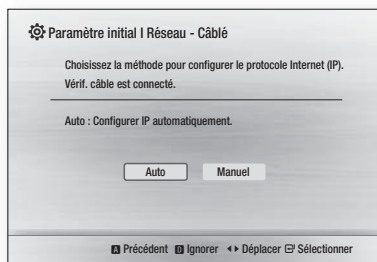 Paramètre initial I Réseau - Câblé
Choisissez la méthode pour configurer le protocole Internet (IP).
Vérif. câble est connecté.
Auto : Configurer IP automatiquement.
Auto Manuel
A Précédent D Ignorer Déplacer Sélectionner